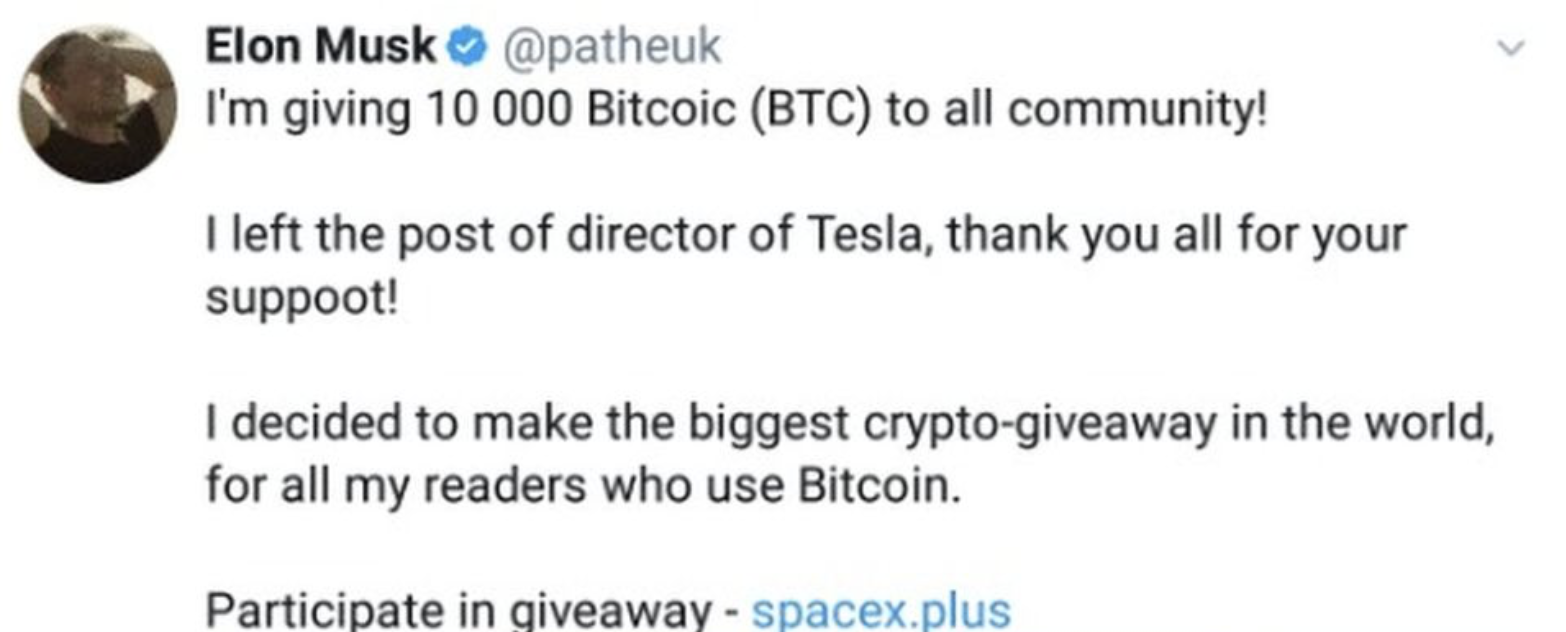 Elon Musk @patheuk
I'm giving 10 000 Bitcoic (BTC) to all community!
I left the post of director of Tesla, thank you all for your
suppoot!
I decided to make the biggest crypto-giveaway in the world,
for all my readers who use Bitcoin.
Participate in giveaway - spacex.plus